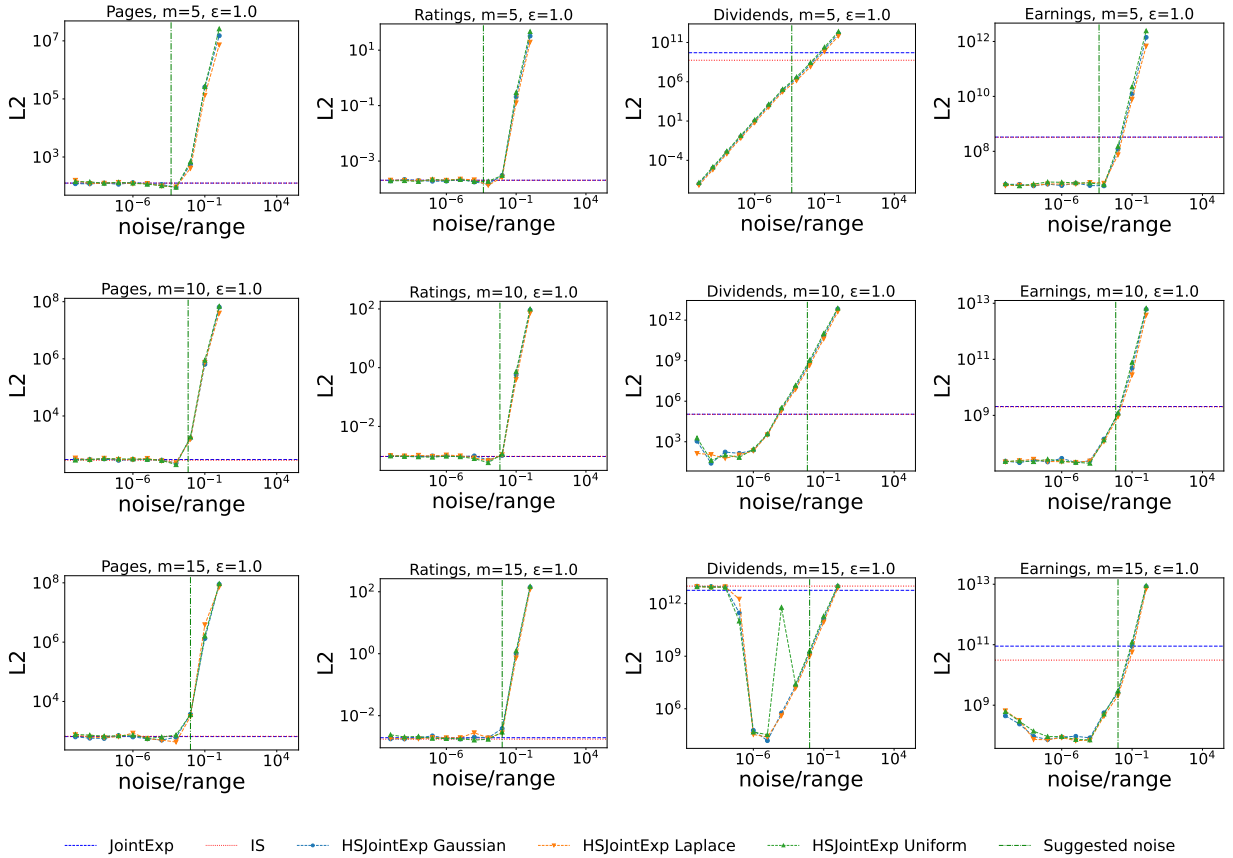 Pages, m=5, ε=1.0
Ratings, m=5, ε=1.0
Dividends, m=5, ε=1.0
Earnings, m=5, ε=1.0
L2
10^7
10^5
10^3
10^−6
10^−1
10^4
noise/range
L2
10^1
10^−1
10^−3
10^−6
10^−1
10^4
noise/range
L2
10^11
10^6
10^1
10^−4
10^−6
10^−1
10^4
noise/range
L2
10^12
10^10
10^8
10^−6
10^−1
10^4
noise/range
Pages, m=10, ε=1.0
Ratings, m=10, ε=1.0
Dividends, m=10, ε=1.0
Earnings, m=10, ε=1.0
L2
10^8
10^6
10^4
10^−6
10^−1
10^4
noise/range
L2
10^2
10^0
10^−2
10^−6
10^−1
10^4
noise/range
L2
10^12
10^9
10^6
10^3
10^−6
10^−1
10^4
noise/range
L2
10^13
10^11
10^9
10^−6
10^−1
10^4
noise/range
Pages, m=15, ε=1.0
Ratings, m=15, ε=1.0
Dividends, m=15, ε=1.0
Earnings, m=15, ε=1.0
L2
10^8
10^6
10^4
10^−6
10^−1
10^4
noise/range
L2
10^2
10^0
10^−2
10^−6
10^−1
10^4
noise/range
L2
10^12
10^9
10^6
10^−6
10^−1
10^4
noise/range
L2
10^13
10^11
10^9
10^−6
10^−1
10^4
noise/range
JointExp IS HSJointExp Gaussian HSJointExp Laplace HSJointExp Uniform Suggested noise